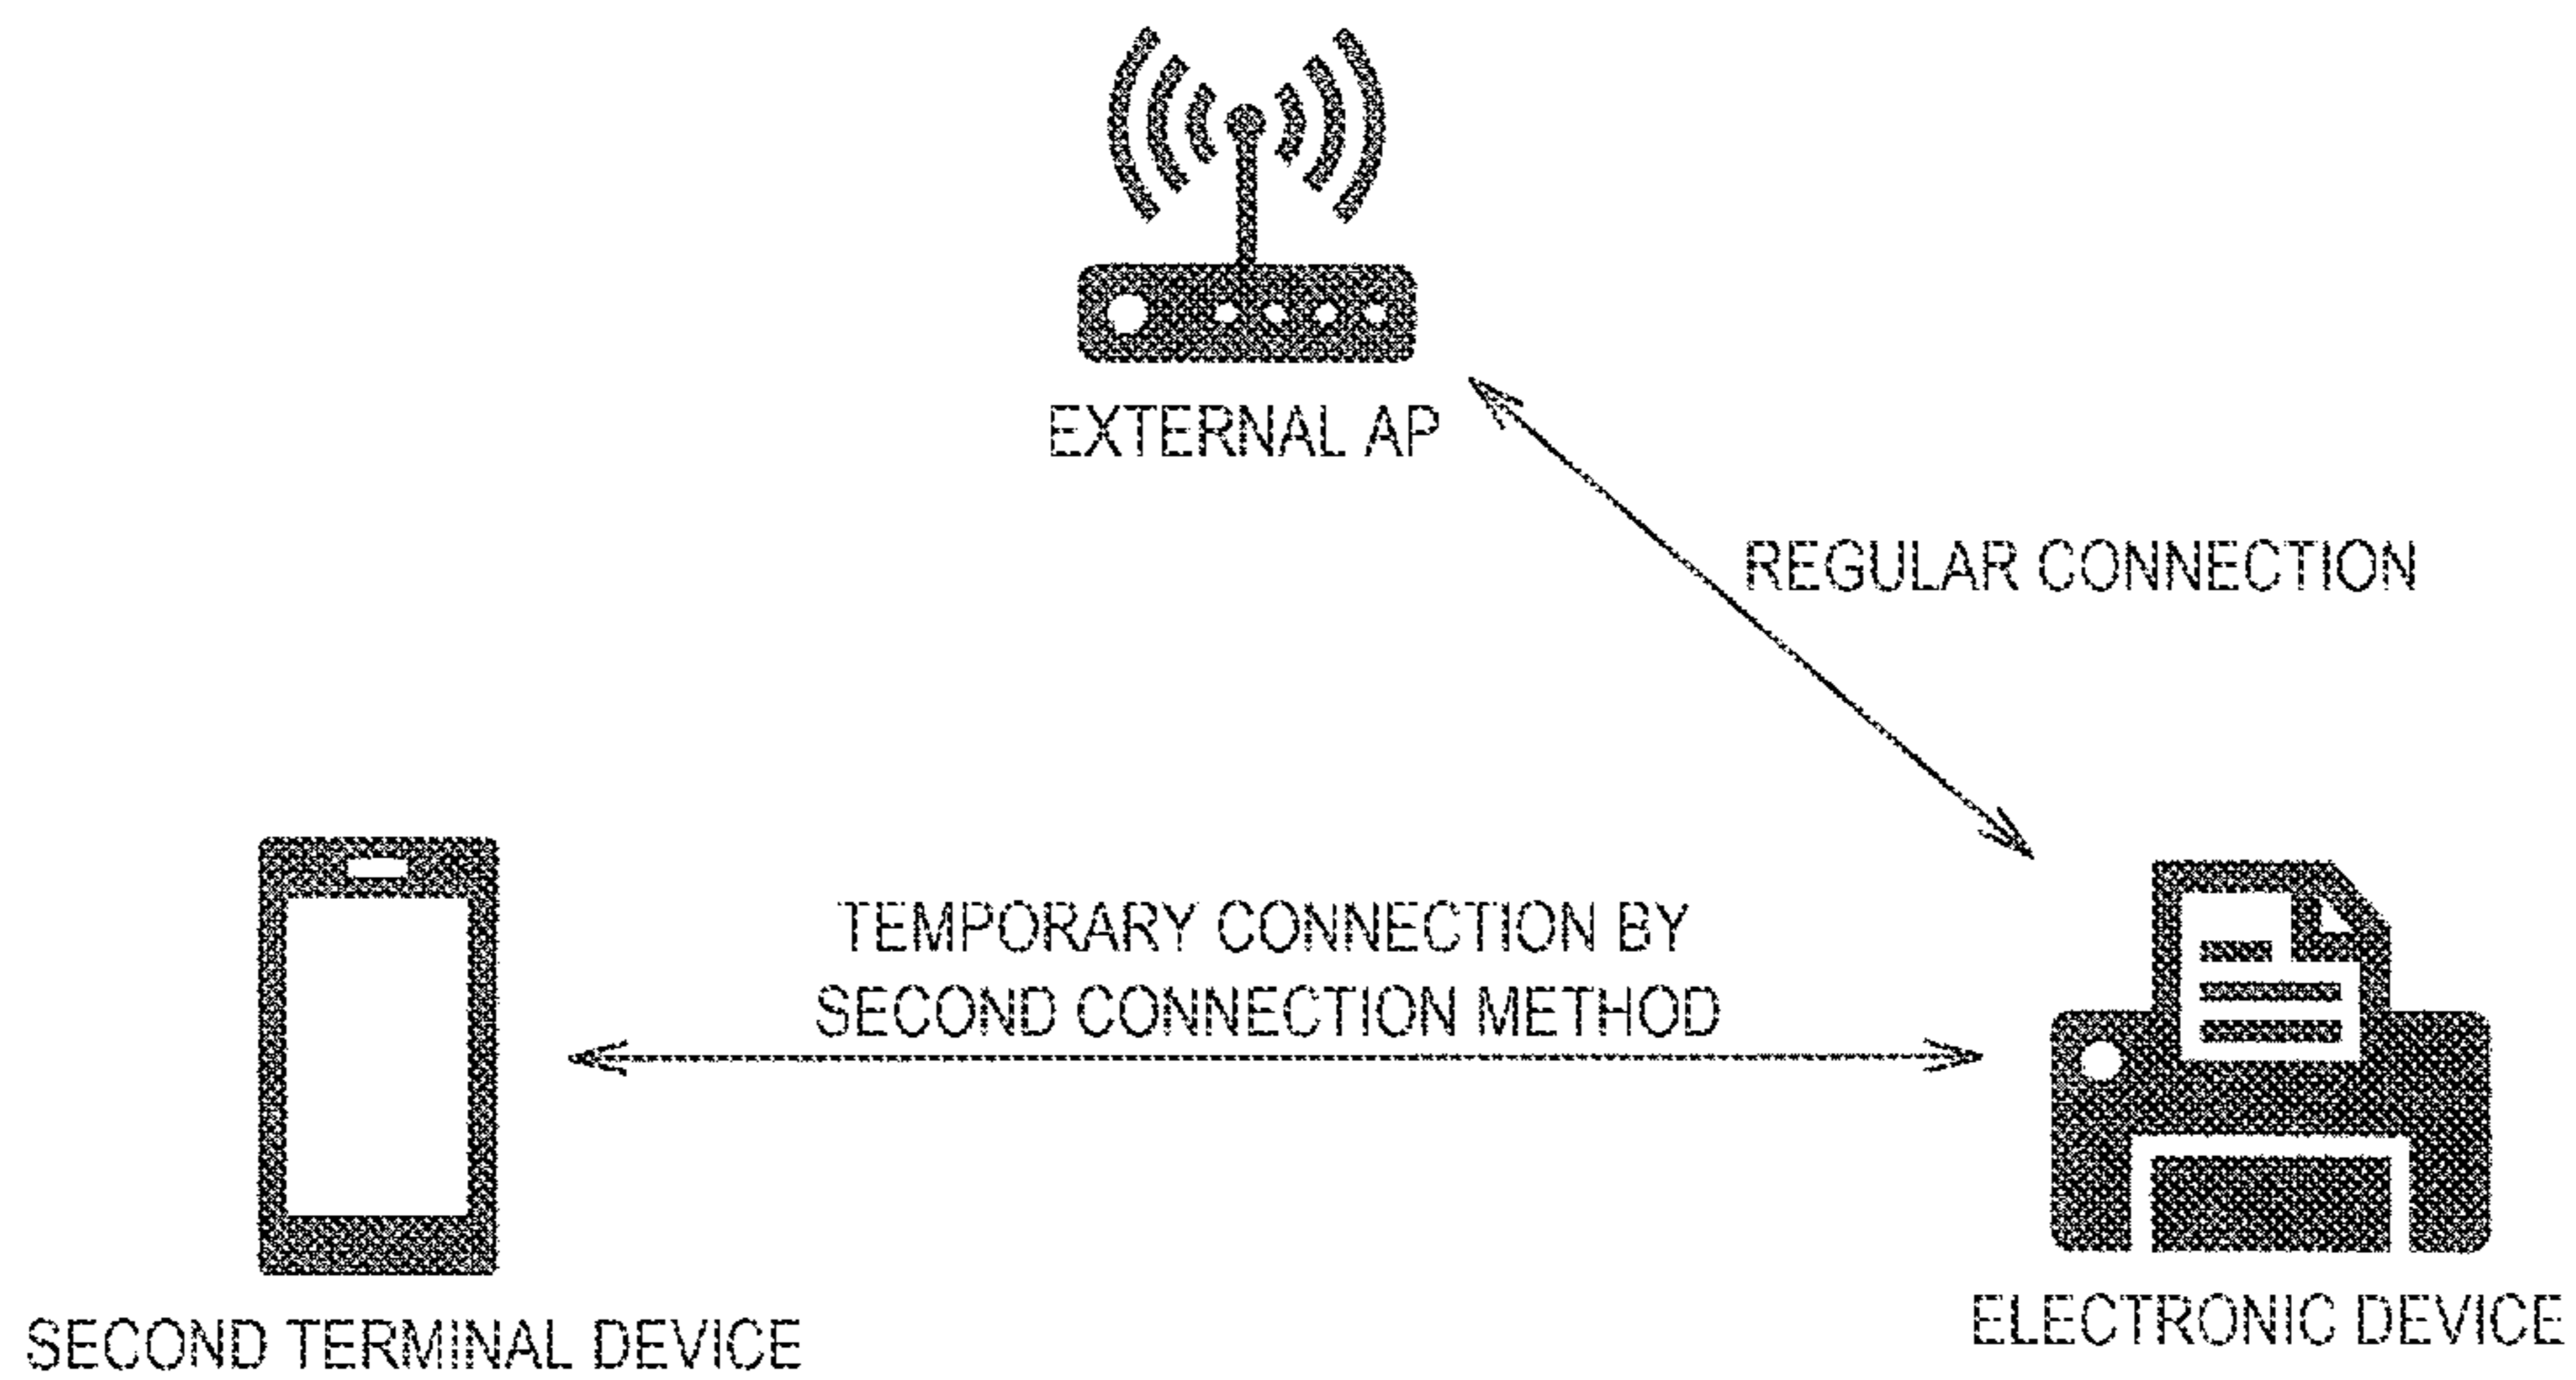 EXTERNAL AP
REGULAR CONNECTION
TEMPORARY CONNECTION BY
SECOND CONNECTION METHOD
SECOND TERMINAL DEVICE
ELECTRONIC DEVICE